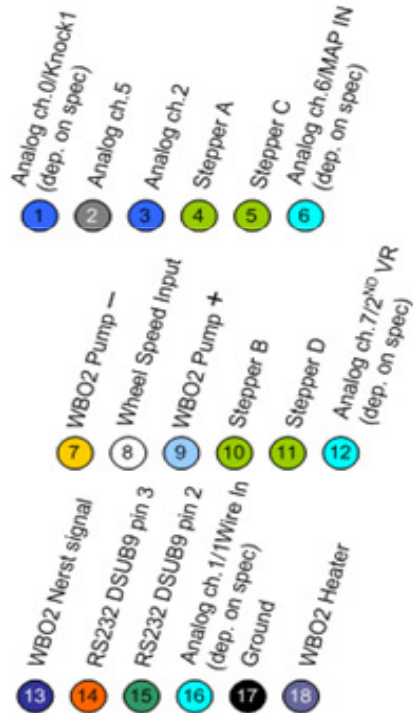 Analog ch.0/Knock1
(dep. on spec)
Analog ch.5
Analog ch.2
Stepper A
Stepper C
Analog ch.6/MAP IN
(dep. on spec)
1
2
3
4
5
6
WBO2 Pump –
Wheel Speed Input
WBO2 Pump +
Stepper B
Stepper D
Analog ch.7/2ND VR
(dep. on spec)
7
8
9
10
11
12
WBO2 Nerst signal
RS232 DSUB9 pin 3
RS232 DSUB9 pin 2
Analog ch.1/1Wire In
(dep. on spec)
Ground
WBO2 Heater
13
14
15
16
17
18